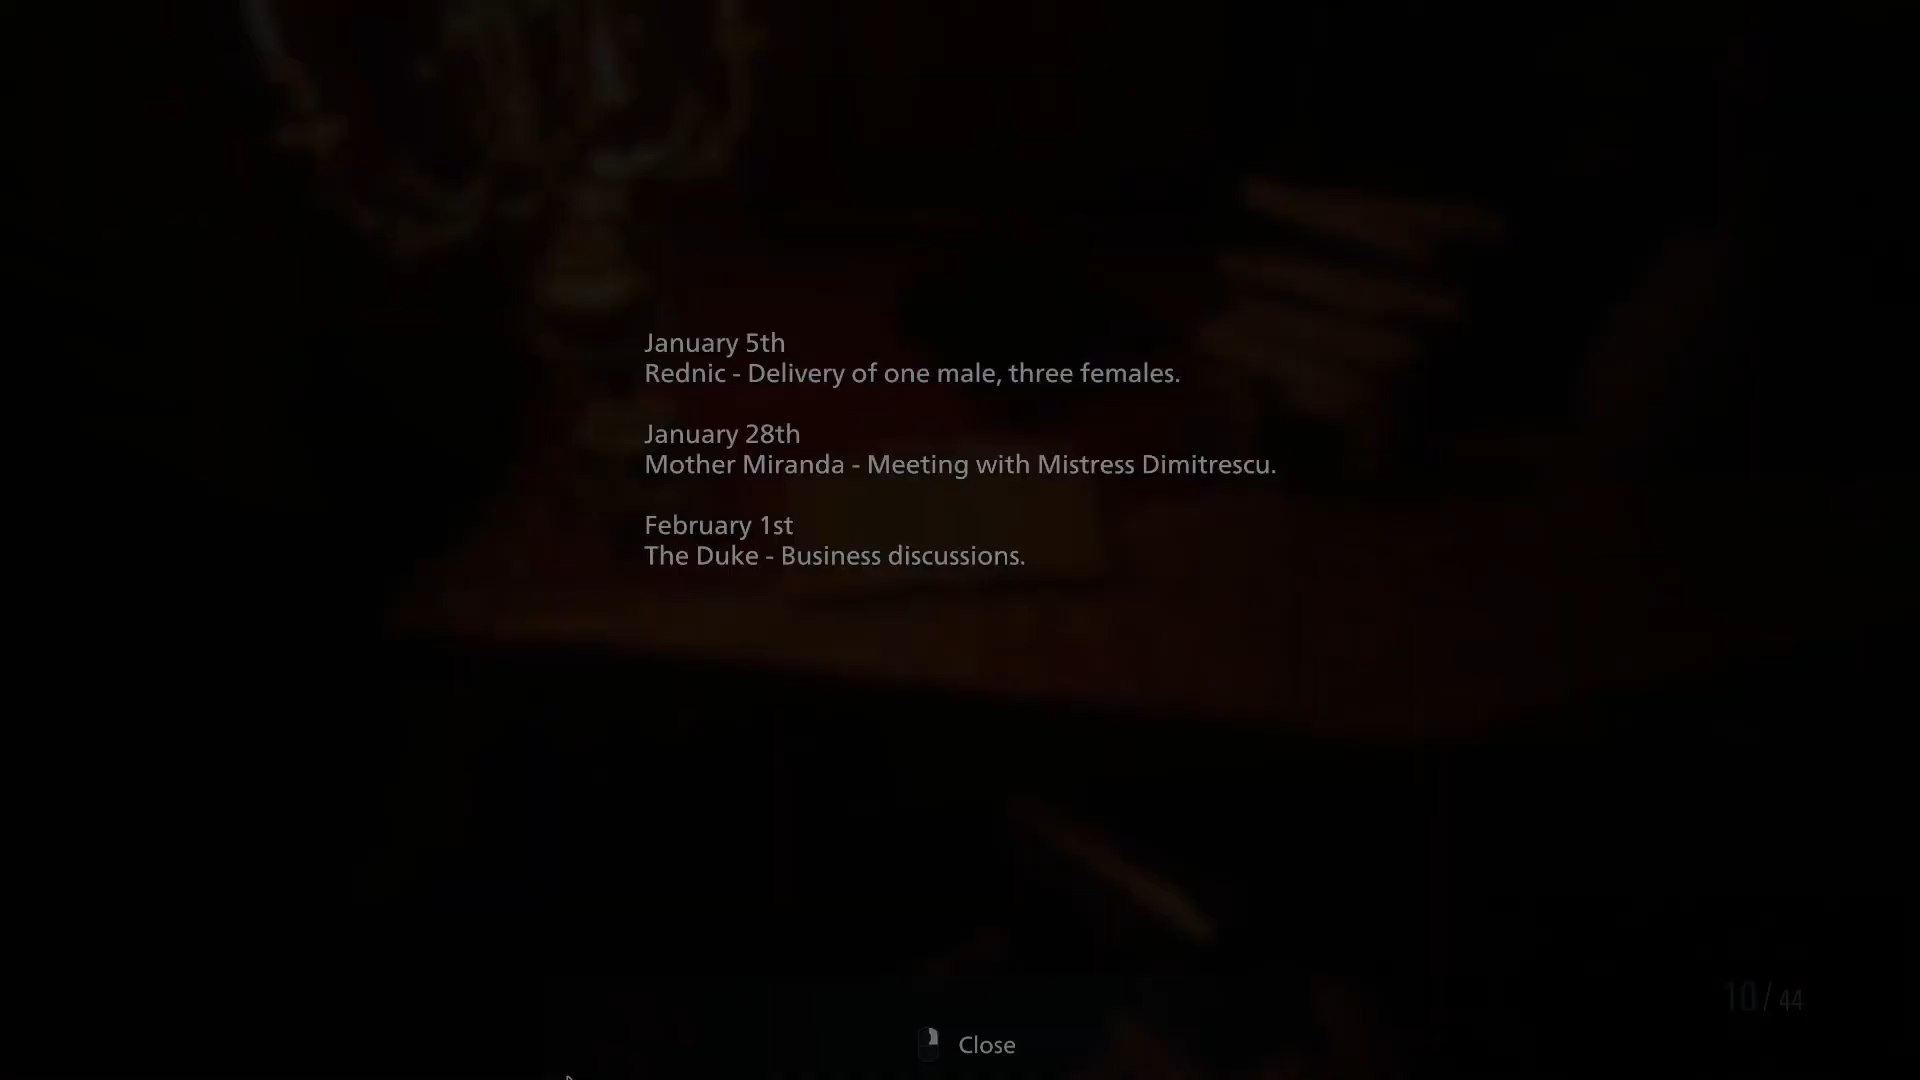 January 5th
Rednic - Delivery of one male, three females.
January 28th
Mother Miranda - Meeting with Mistress Dimitrescu.
February 1st
The Duke - Business discussions.
10 / 44
Close